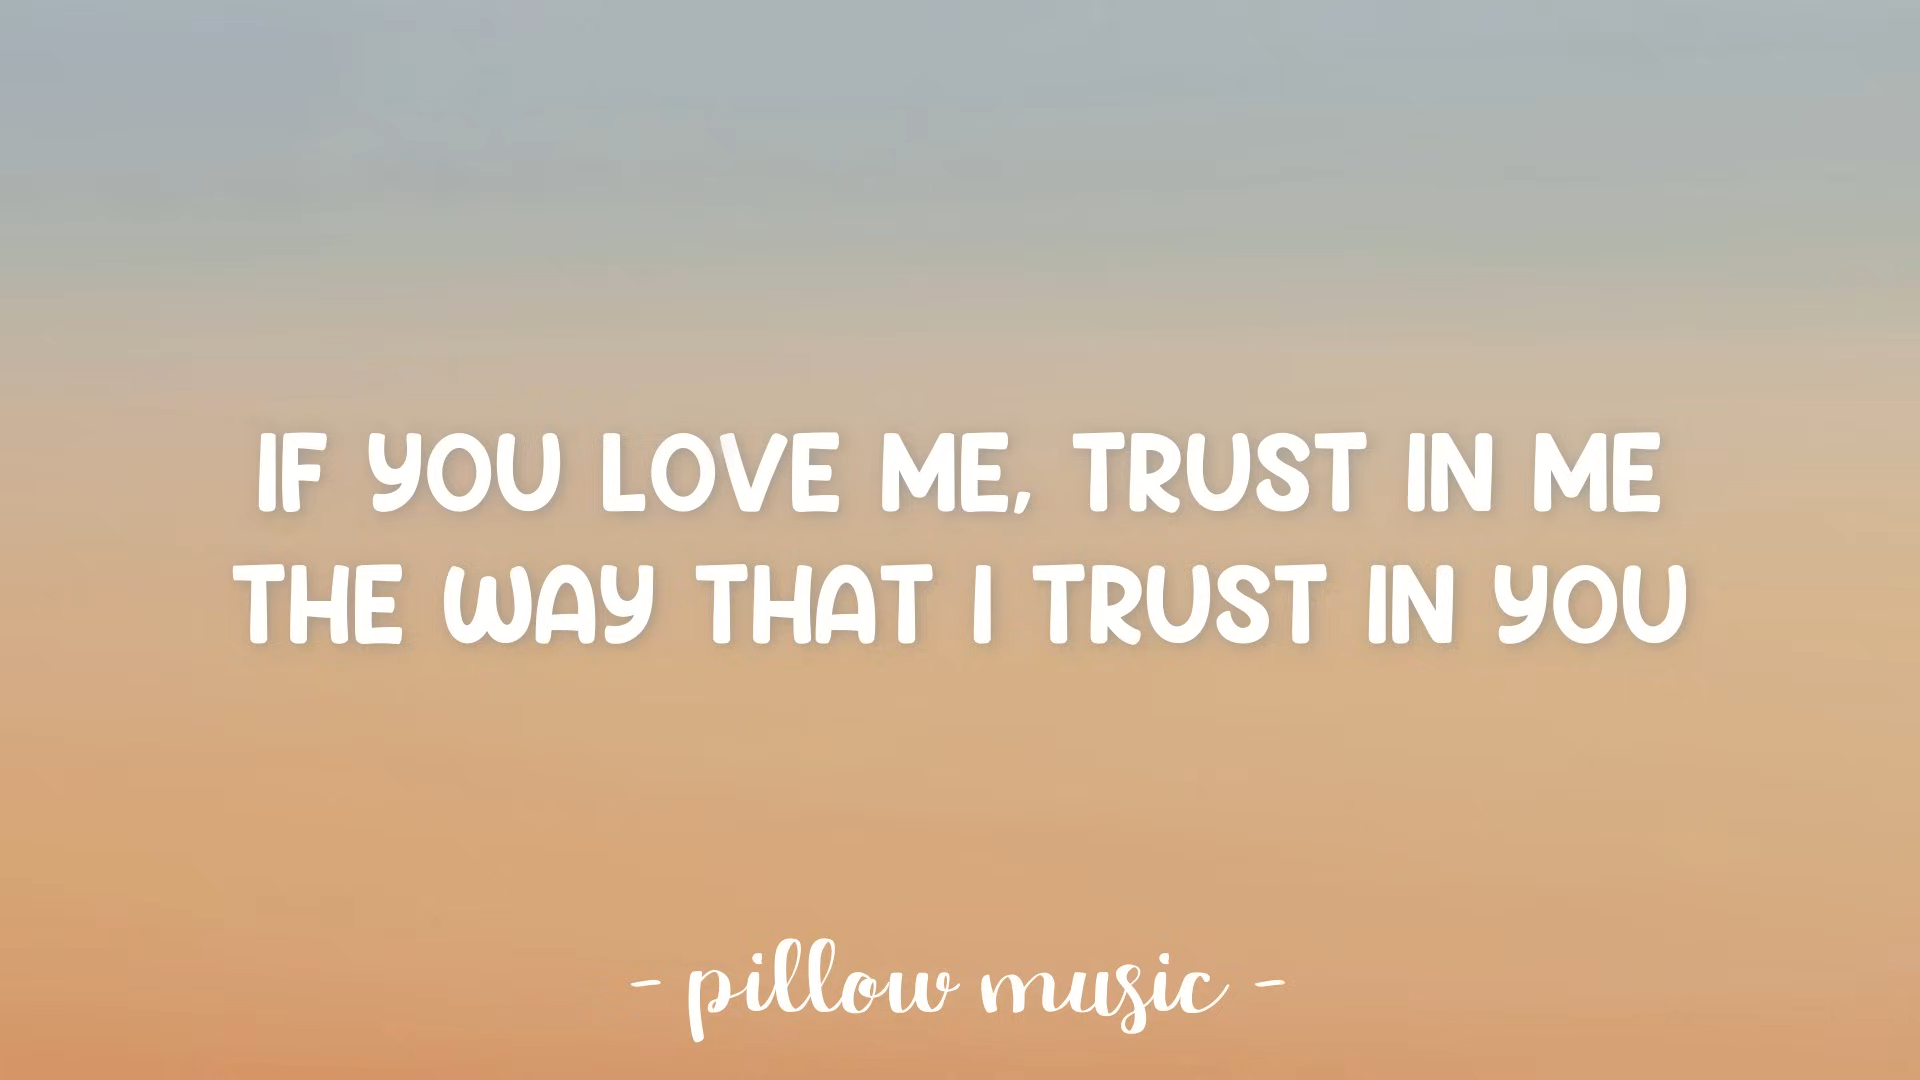 IF YOU LOVE ME, TRUST IN ME
THE WAY THAT I TRUST IN YOU
- pillow music -